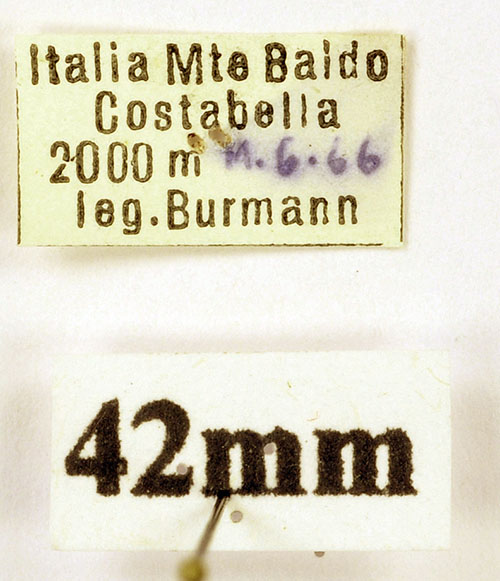 Italia Mte Baldo
Costabella
2000 m 11.6.66
leg. Burmann
42mm